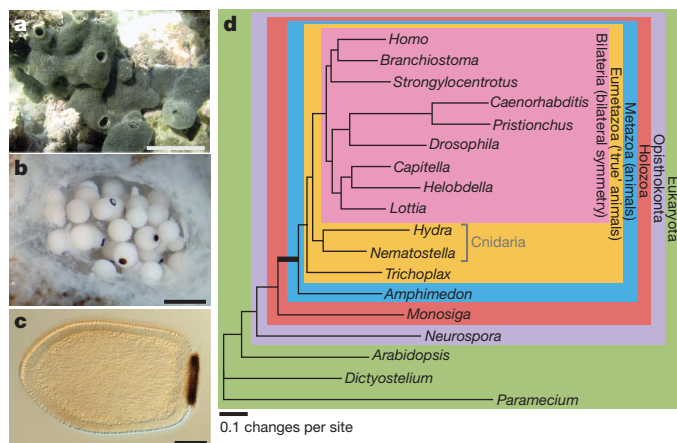 a
b
c
d
Homo
Branchiostoma
Strongylocentrotus
Caenorhabditis
Pristionchus
Drosophila
Capitella
Helobdella
Lottia
Hydra
Cnidaria
Nematostella
Trichoplax
Amphimedon
Monosiga
Neurospora
Arabidopsis
Dictyostelium
Paramecium
Bilateria (bilateral symmetry)
Eumetazoa ('true' animals)
Metazoa (animals)
Holozoa
Opisthokonta
Eukaryota
0.1 changes per site